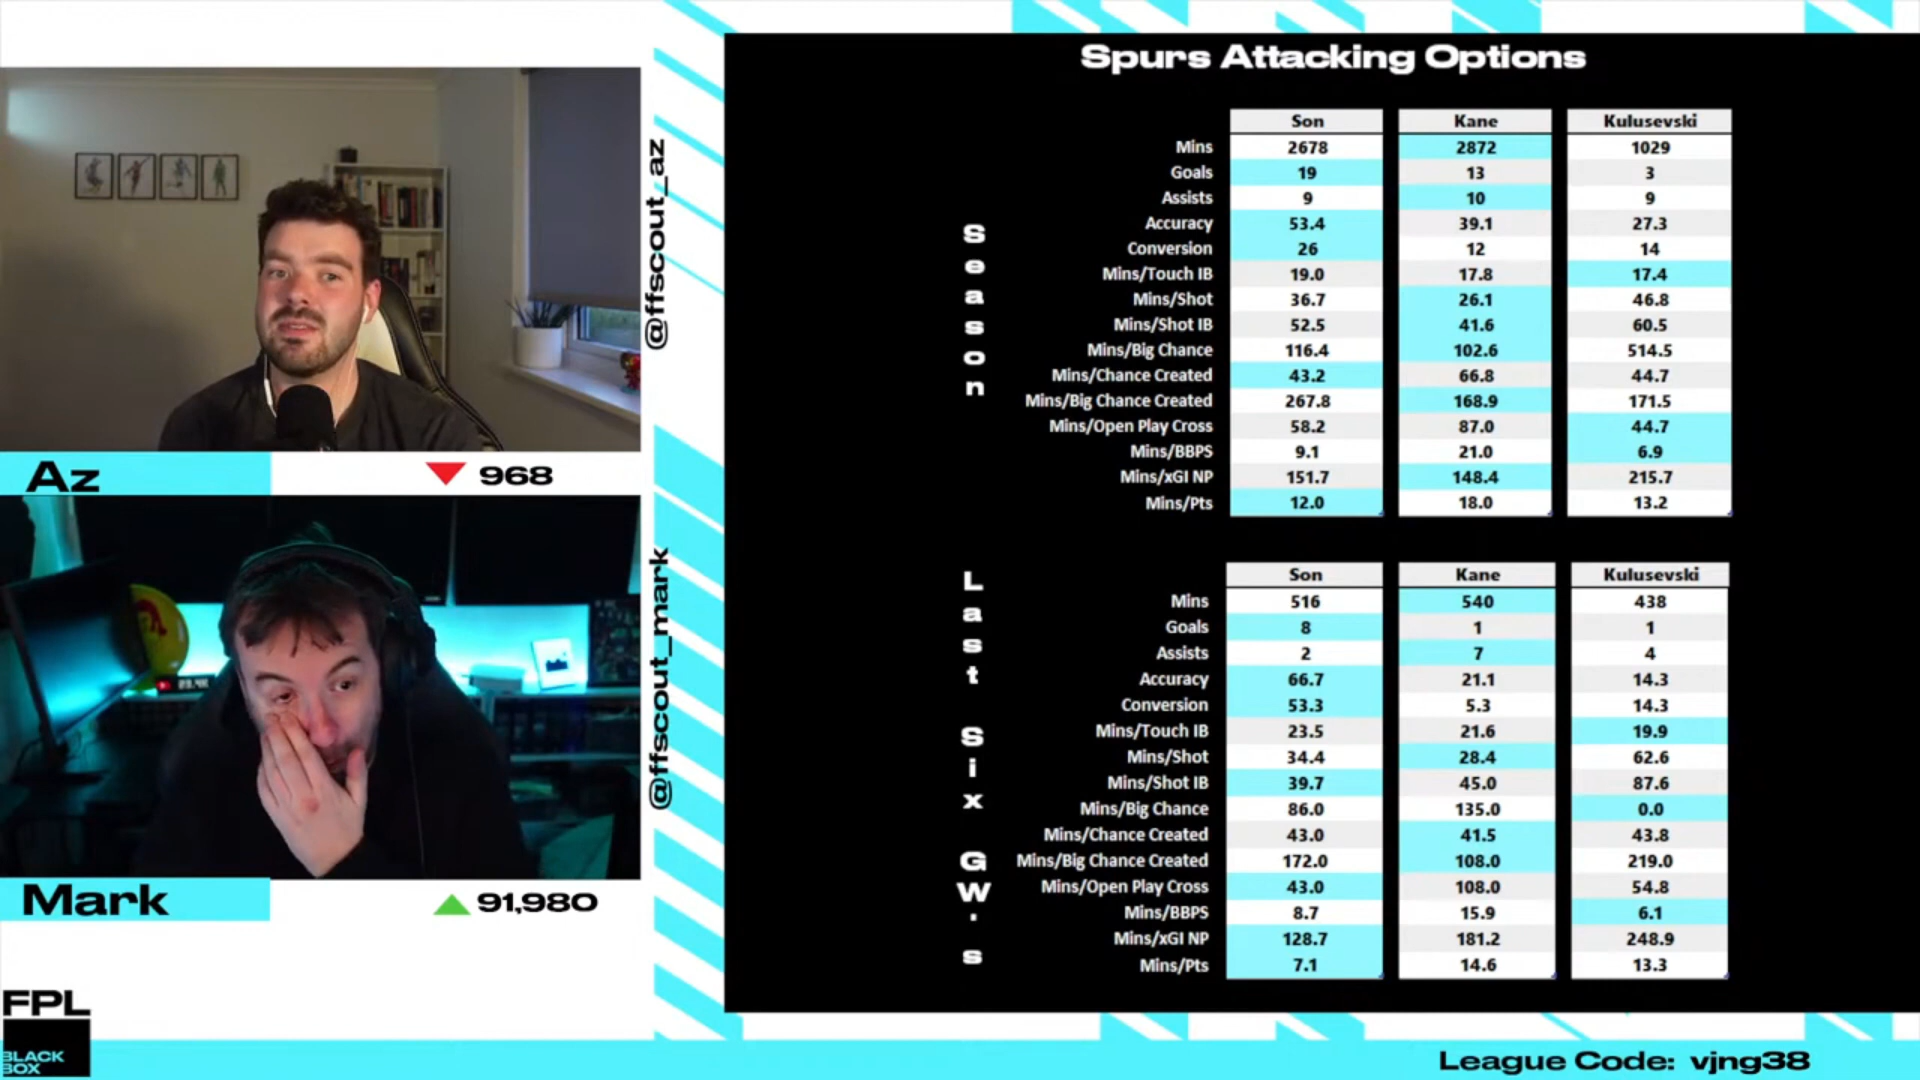 Spurs Attacking Options
Son Kane Kulusevski
Season
Mins 2678 2872 1029
Goals 19 13 3
Assists 9 10 9
Accuracy 53.4 39.1 27.3
Conversion 26 12 14
Mins/Touch IB 19.0 17.8 17.4
Mins/Shot 36.7 26.1 46.8
Mins/Shot IB 52.5 41.6 60.5
Mins/Big Chance 116.4 102.6 514.5
Mins/Chance Created 43.2 66.8 44.7
Mins/Big Chance Created 267.8 168.9 171.5
Mins/Open Play Cross 58.2 87.0 44.7
Mins/BBPS 9.1 21.0 6.9
Mins/xGI NP 151.7 148.4 215.7
Mins/Pts 12.0 18.0 13.2
Son Kane Kulusevski
Last Six GW's
Mins 516 540 438
Goals 8 1 1
Assists 2 7 4
Accuracy 66.7 21.1 14.3
Conversion 53.3 5.3 14.3
Mins/Touch IB 23.5 21.6 19.9
Mins/Shot 34.4 28.4 62.6
Mins/Shot IB 39.7 45.0 87.6
Mins/Big Chance 86.0 135.0 0.0
Mins/Chance Created 43.0 41.5 43.8
Mins/Big Chance Created 172.0 108.0 219.0
Mins/Open Play Cross 43.0 108.0 54.8
Mins/BBPS 8.7 15.9 6.1
Mins/xGI NP 128.7 181.2 248.9
Mins/Pts 7.1 14.6 13.3
@ffscout_az
Az 968
@ffscout_mark
Mark 91,980
FPL
BLACK
BOX
League Code: vjng38